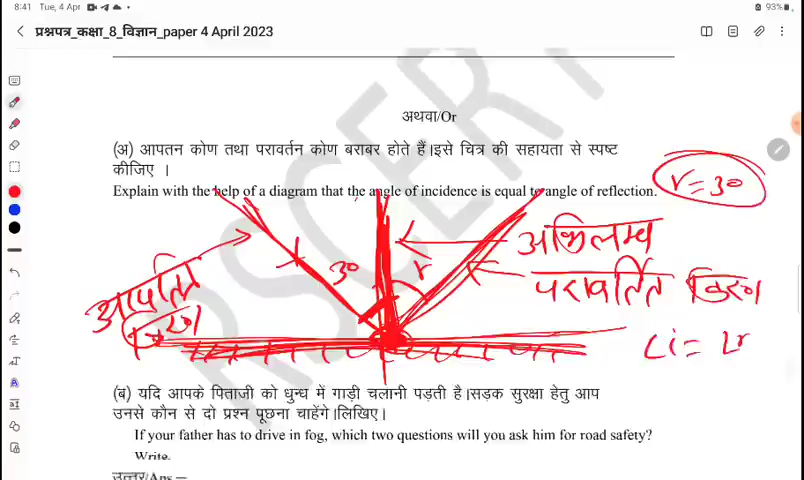 8:41 Tue, 4 Apr
93%
प्रश्नपत्र_कक्षा_8_विज्ञान_paper 4 April 2023
RSCERT
अथवा/Or
(अ) आपतन कोण तथा परावर्तन कोण बराबर होते हैं।इसे चित्र की सहायता से स्पष्ट
कीजिए ।
Explain with the help of a diagram that the angle of incidence is equal to angle of reflection.
r=30
अभिलम्ब
30
r
परावर्तित किरण
आपतित
किरण
∠i = ∠r
(ब) यदि आपके पिताजी को धुन्ध में गाड़ी चलानी पड़ती है।सड़क सुरक्षा हेतु आप
उनसे कौन से दो प्रश्न पूछना चाहेंगे।लिखिए।
If your father has to drive in fog, which two questions will you ask him for road safety?
Write.
उत्तर/Ans –